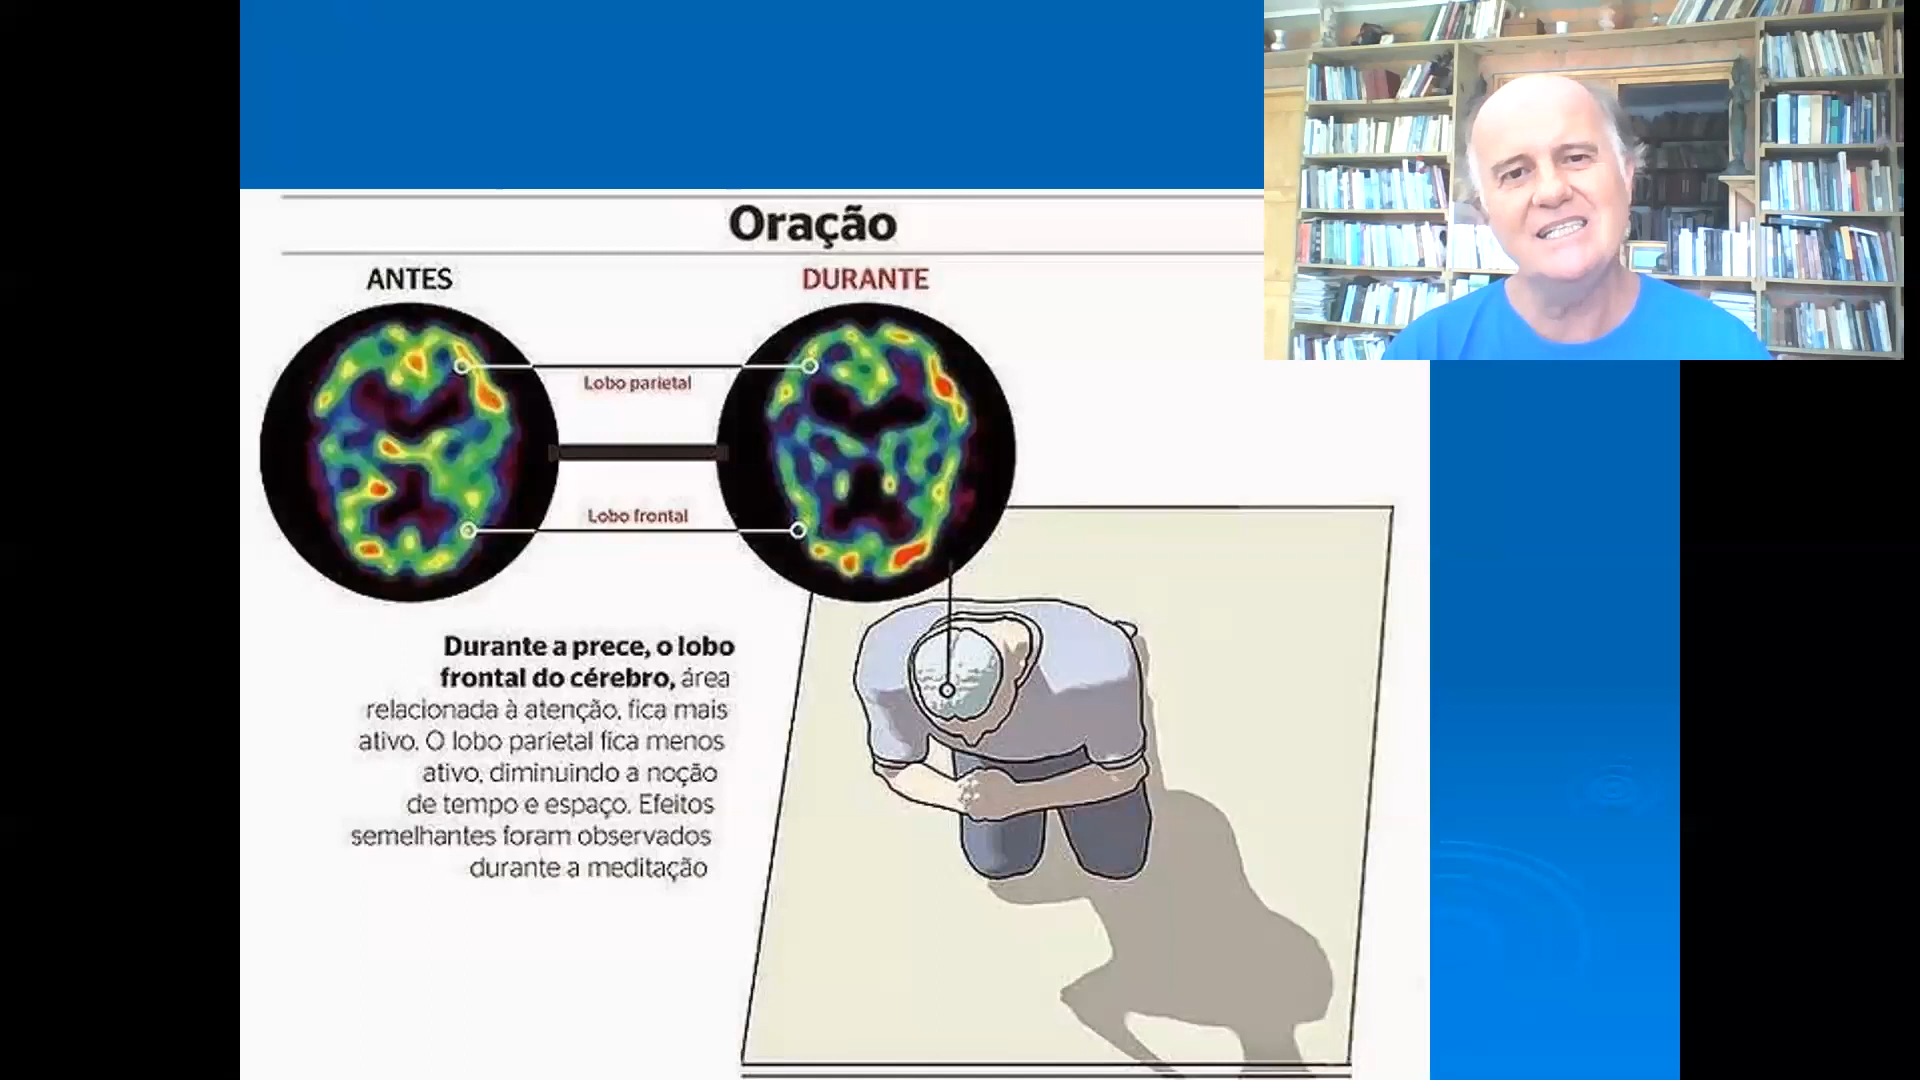 Oração
ANTES
DURANTE
Lobo parietal
Lobo frontal
Durante a prece, o lobo
frontal do cérebro, área
relacionada à atenção, fica mais
ativo. O lobo parietal fica menos
ativo, diminuindo a noção
de tempo e espaço. Efeitos
semelhantes foram observados
durante a meditação